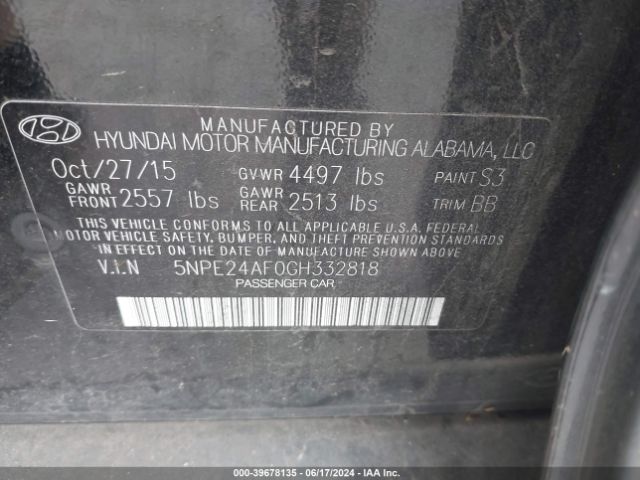 MANUFACTURED BY
HYUNDAI MOTOR MANUFACTURING ALABAMA, LLC
Oct/27/15 GVWR 4497 lbs PAINT S3
GAWR FRONT 2557 lbs GAWR REAR 2513 lbs TRIM BB
THIS VEHICLE CONFORMS TO ALL APPLICABLE U.S.A. FEDERAL
MOTOR VEHICLE SAFETY, BUMPER, AND THEFT PREVENTION
STANDARDS IN EFFECT ON THE DATE OF MANUFACTURE SHOWN ABOVE
V.I.N 5NPE24AF0GH332818
PASSENGER CAR
000-39678135 - 06/17/2024 - IAA, Inc.